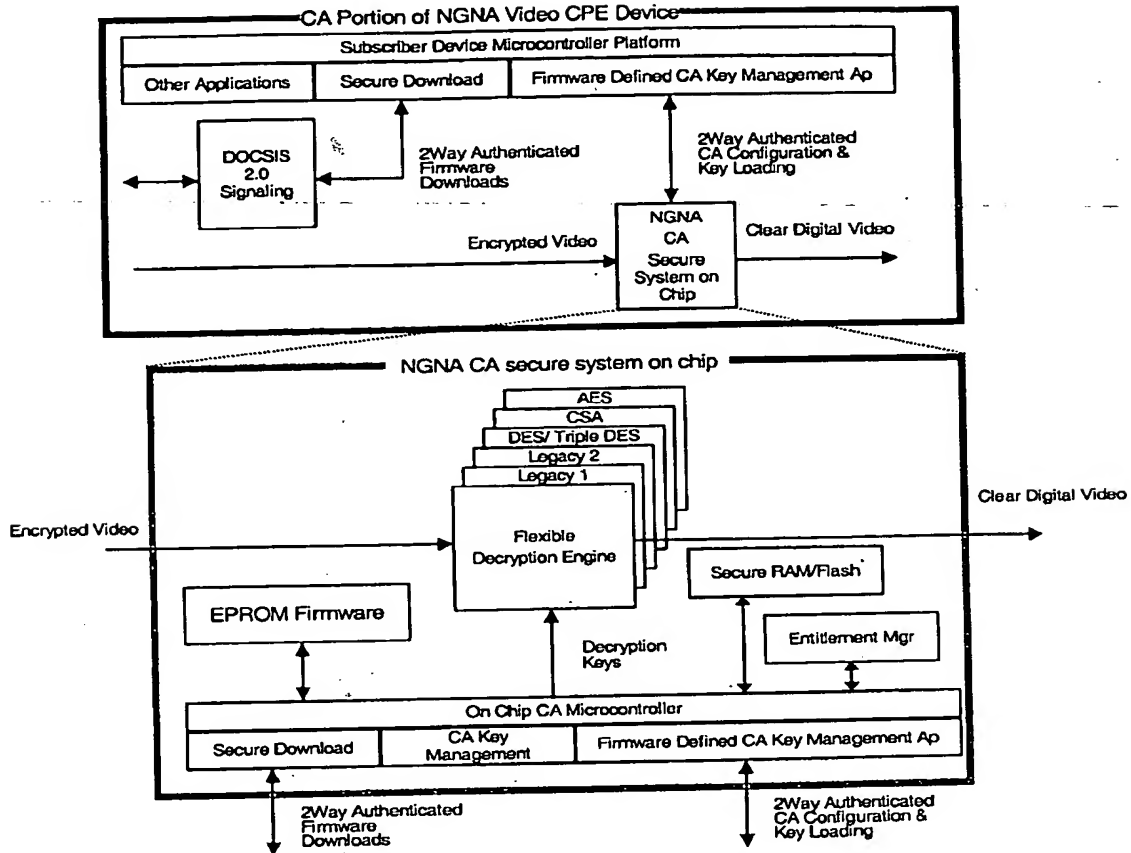 CA Portion of NGNA Video CPE Device
Subscriber Device Microcontroller Platform
Other Applications
Secure Download
Firmware Defined CA Key Management Ap
DOCSIS
2.0
Signaling
2Way Authenticated
Firmware
Downloads
2Way Authenticated
CA Configuration &
Key Loading
Encrypted Video
NGNA
CA
Secure
System on
Chip
Clear Digital Video
NGNA CA secure system on chip
AES
CSA
DES/ Triple DES
Legacy 2
Legacy 1
Flexible
Decryption Engine
Encrypted Video
Clear Digital Video
Secure RAM/Flash
EPROM Firmware
Decryption
Keys
Entitlement Mgr
On Chip CA Microcontroller
Secure Download
CA Key
Management
Firmware Defined CA Key Management Ap
2Way Authenticated
Firmware
Downloads
2Way Authenticated
CA Configuration &
Key Loading